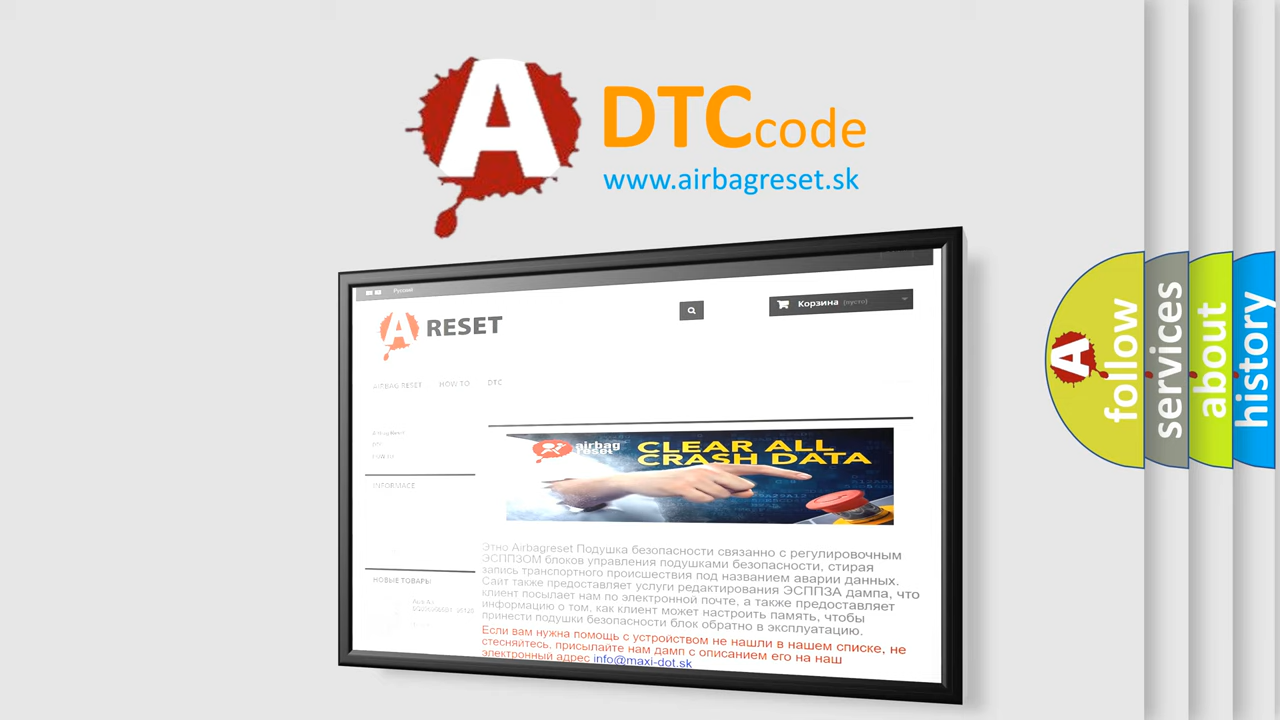 A DTCcode
www.airbagreset.sk
Русский
A RESET
Корзина (пусто)
AIRBAG RESET HOW TO DTC
INFORMACE
airbag
reset
CLEAR ALL
CRASH DATA
Этно Airbagreset Подушка безопасности связанно с регулировочным
ЭСППЗОМ блоков управления подушками безопасности, стирая
запись транспортного происшествия под названием аварии данных.
Сайт также предоставляет услуги редактирования ЭСППЗА дампа, что
клиент посылает нам по электронной почте, а также предоставляет
информацию о том, как клиент может настроить память, чтобы
принести подушки безопасности блок обратно в эксплуатацию.
Если вам нужна помощь с устройством не нашли в нашем списке, не
стесняйтесь, присылайте нам дамп с описанием его на наш
электронный адрес info@maxi-dot.sk
НОВЫЕ ТОВАРЫ
A follow
services
about
history